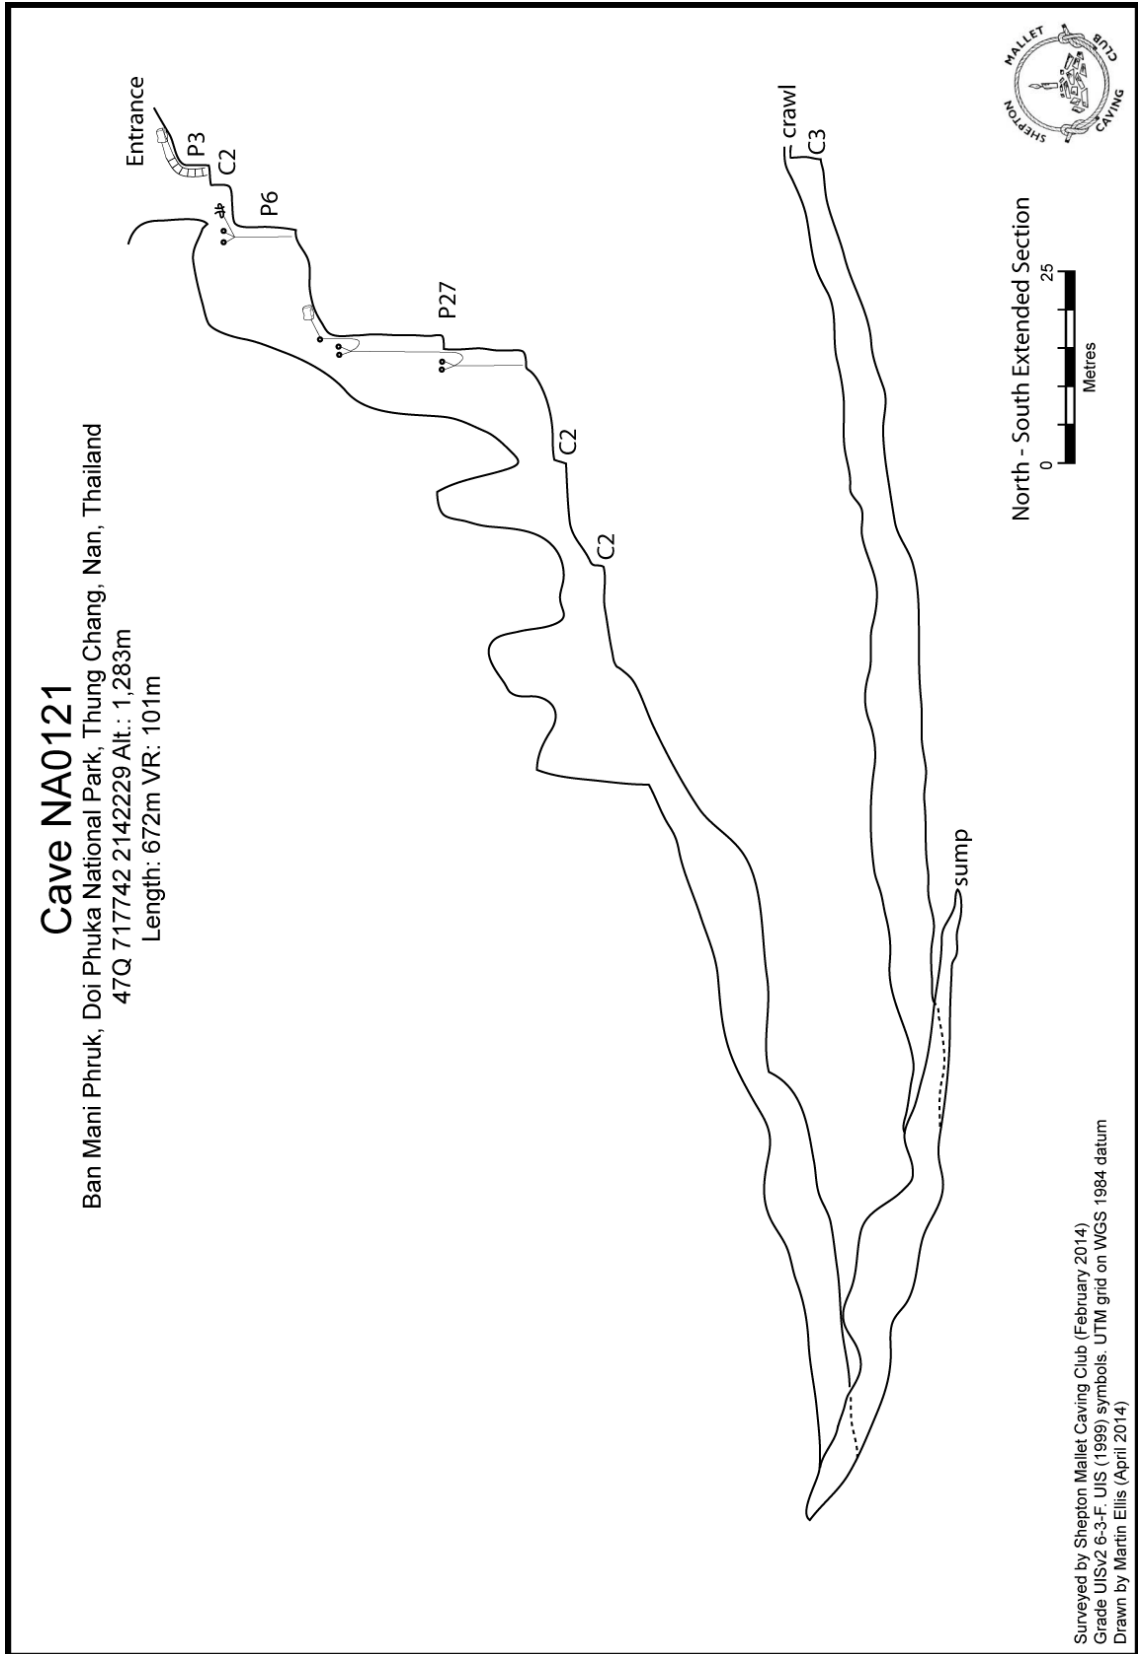 Cave NA0121
Ban Mani Phruk, Doi Phuka National Park, Thung Chang, Nan, Thailand
47Q 717742 2142229 Alt.: 1,283m
Length: 672m VR: 101m
Entrance
P3
C2
P6
P27
C2
C2
crawl
C3
sump
North - South Extended Section
0
25
Metres
SHEPTON
MALLET
CAVING
CLUB
Surveyed by Shepton Mallet Caving Club (February 2014)
Grade UISv2 6-3-F. UIS (1999) symbols. UTM grid on WGS 1984 datum
Drawn by Martin Ellis (April 2014)